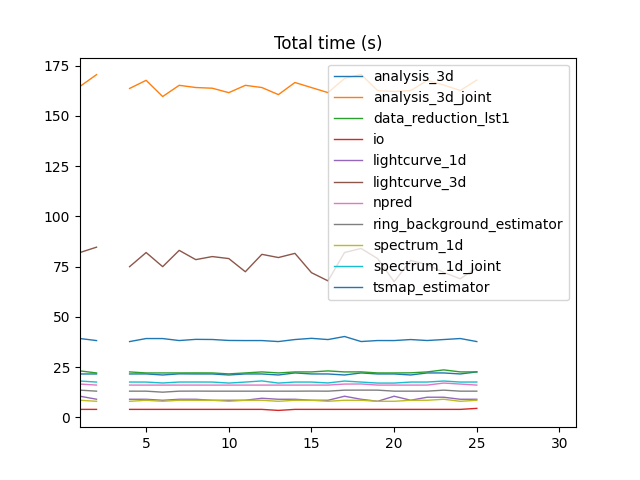 Total time (s)
175
150
125
100
75
50
25
0
analysis_3d
analysis_3d_joint
data_reduction_lst1
io
lightcurve_1d
lightcurve_3d
npred
ring_background_estimator
spectrum_1d
spectrum_1d_joint
tsmap_estimator
5 10 15 20 25 30